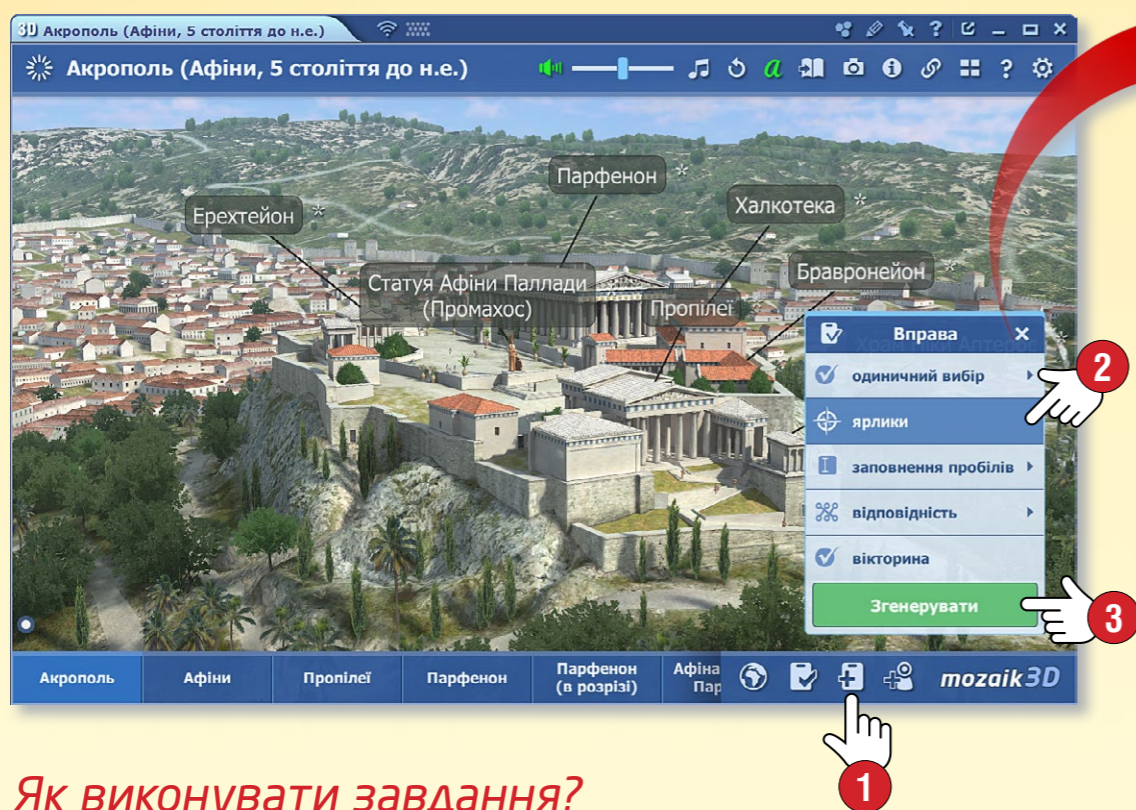 3D Акрополь (Афіни, 5 століття до н.е.)
Акрополь (Афіни, 5 століття до н.е.)
Парфенон
Ерехтейон
Халкотека
Статуя Афіни Паллади
(Промахос)
Бравронейон
Пропілеї
Вправа
одиничний вибір
2
ярлики
заповнення пробілів
відповідність
вікторина
Згенерувати
3
Акрополь
Афіни
Пропілеї
Парфенон
Парфенон
(в розрізі)
Афіна
Пар
mozaik3D
1
Як виконувати завдання?